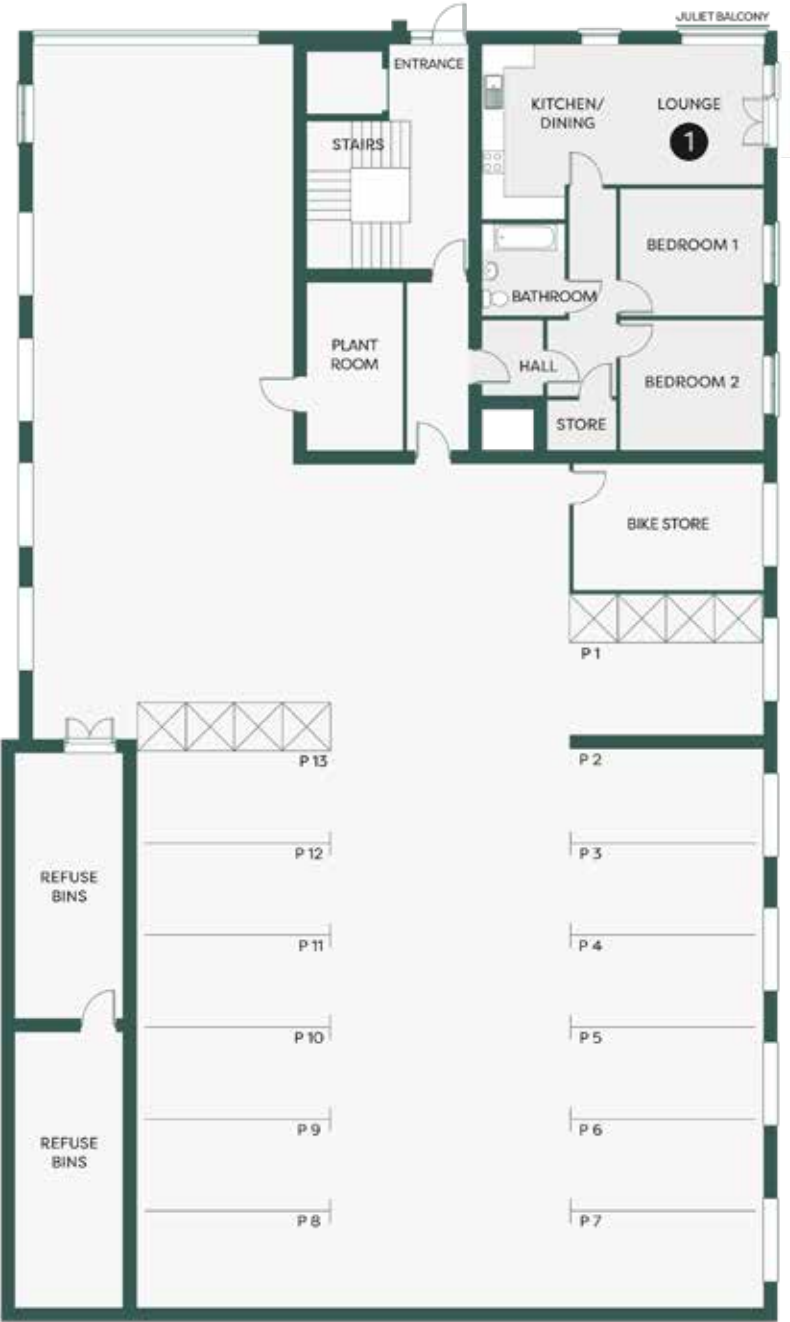 JULIET BALCONY
ENTRANCE
KITCHEN/
DINING
LOUNGE
1
STAIRS
BEDROOM 1
BATHROOM
PLANT
ROOM
HALL
BEDROOM 2
STORE
BIKE STORE
P 1
P 13
P 2
P 12
P 3
REFUSE
BINS
P 11
P 4
P 10
P 5
P 9
P 6
REFUSE
BINS
P 8
P 7